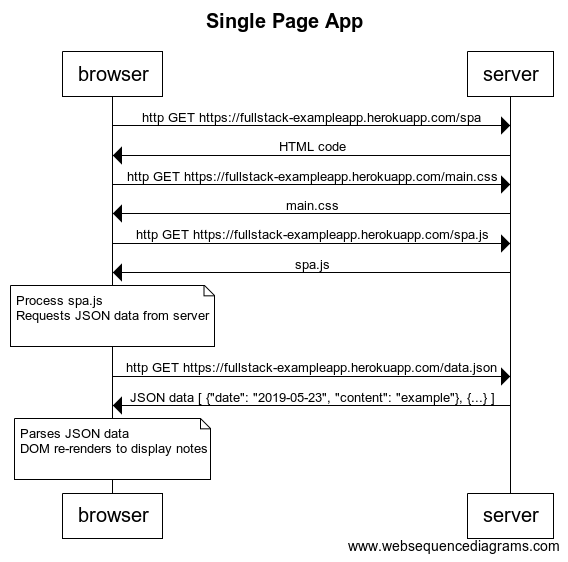 Single Page App
browser
server
http GET https://fullstack-exampleapp.herokuapp.com/spa
HTML code
http GET https://fullstack-exampleapp.herokuapp.com/main.css
main.css
http GET https://fullstack-exampleapp.herokuapp.com/spa.js
spa.js
Process spa.js
Requests JSON data from server
http GET https://fullstack-exampleapp.herokuapp.com/data.json
JSON data [ {"date": "2019-05-23", "content": "example"}, {...} ]
Parses JSON data
DOM re-renders to display notes
browser
server
www.websequencediagrams.com